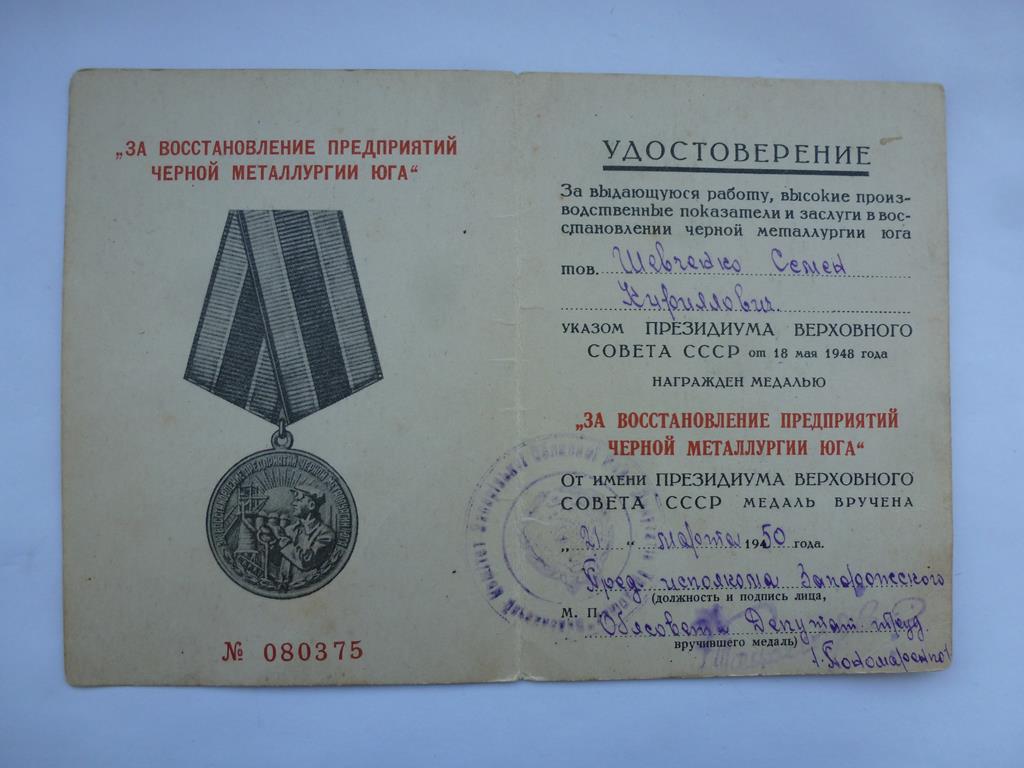 „ЗА ВОССТАНОВЛЕНИЕ ПРЕДПРИЯТИЙ
ЧЕРНОЙ МЕТАЛЛУРГИИ ЮГА“
№ 080375
УДОСТОВЕРЕНИЕ
За выдающуюся работу, высокие произ-
водственные показатели и заслуги в вос-
становлении черной металлургии юга
тов. Шевченко Семен
Кириллович.
УКАЗОМ ПРЕЗИДИУМА ВЕРХОВНОГО
СОВЕТА СССР от 18 мая 1948 года
НАГРАЖДЕН МЕДАЛЬЮ
„ЗА ВОССТАНОВЛЕНИЕ ПРЕДПРИЯТИЙ
ЧЕРНОЙ МЕТАЛЛУРГИИ ЮГА“
ОТ ИМЕНИ ПРЕЗИДИУМА ВЕРХОВНОГО
СОВЕТА СССР МЕДАЛЬ ВРУЧЕНА
„21“ марта 1950 года.
Пред. исполкома Запорожского
(должность и подпись лица,
М. П.
Облсовета Депутат. труд.
вручившего медаль)